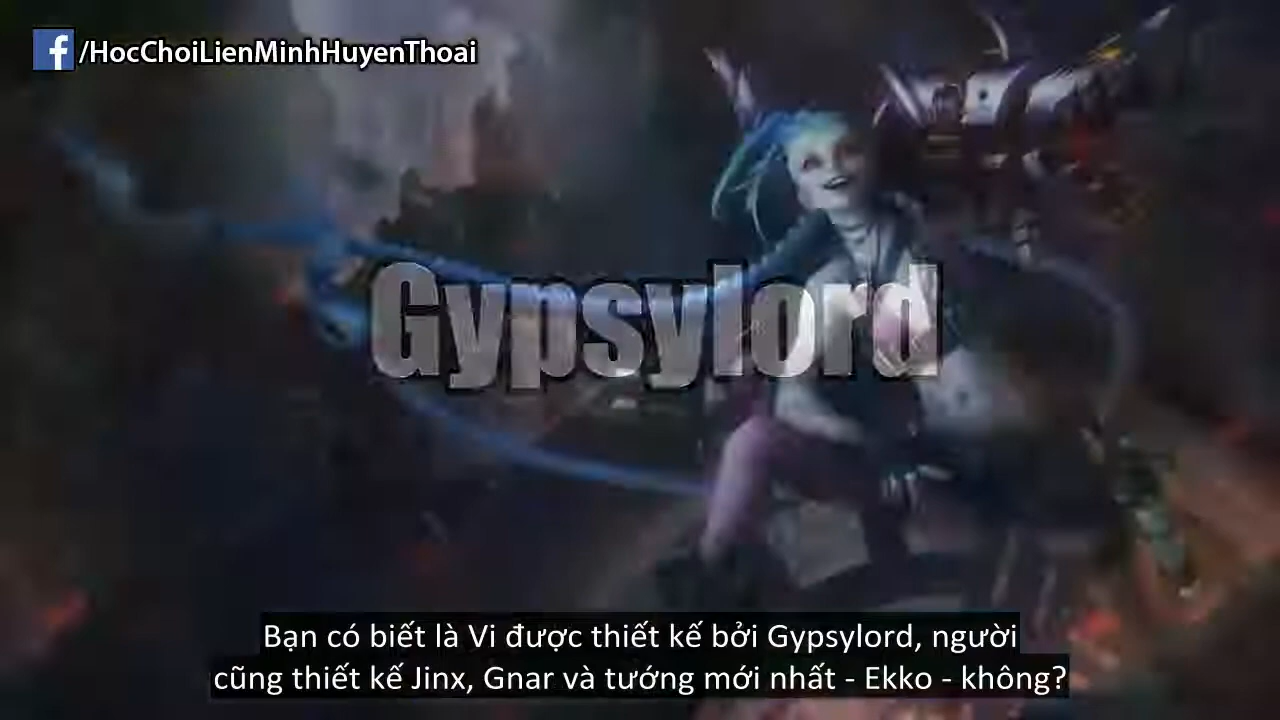 /HocChoiLienMinhHuyenThoai
Gypsylord
Bạn có biết là Vi được thiết kế bởi Gypsylord, người
cũng thiết kế Jinx, Gnar và tướng mới nhất - Ekko - không?